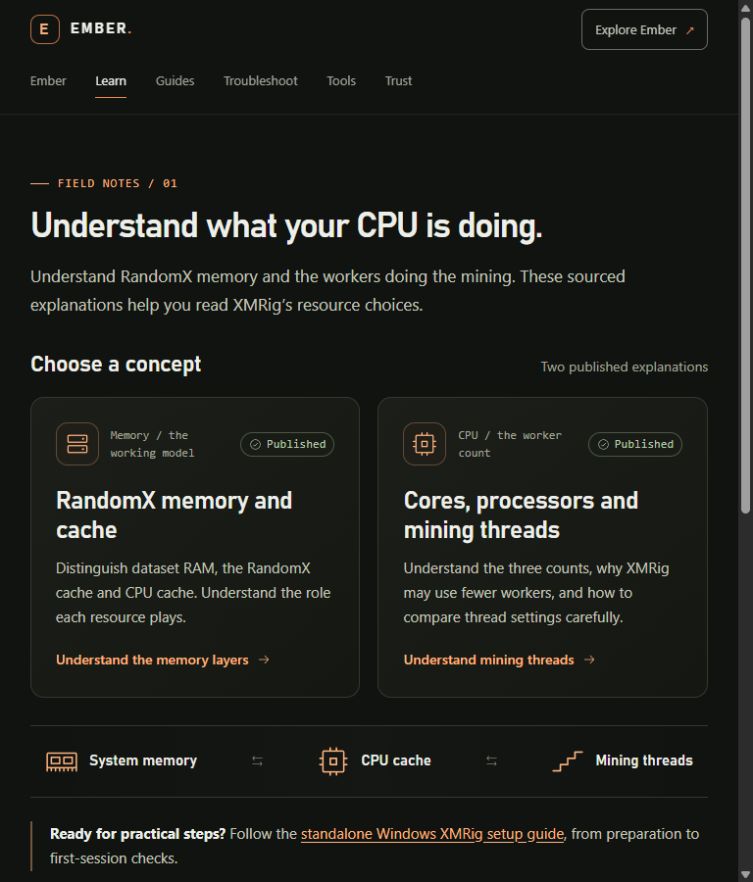 E EMBER.
Explore Ember ↗
Ember Learn Guides Troubleshoot Tools Trust
FIELD NOTES / 01
Understand what your CPU is doing.
Understand RandomX memory and the workers doing the mining. These sourced
explanations help you read XMRig’s resource choices.
Choose a concept
Two published explanations
Memory / the
working model
Published
RandomX memory and
cache
Distinguish dataset RAM, the RandomX
cache and CPU cache. Understand the role
each resource plays.
Understand the memory layers →
CPU / the worker
count
Published
Cores, processors and
mining threads
Understand the three counts, why XMRig
may use fewer workers, and how to
compare thread settings carefully.
Understand mining threads →
System memory ⇆ CPU cache ⇆ Mining threads
Ready for practical steps? Follow the standalone Windows XMRig setup guide, from preparation to
first-session checks.